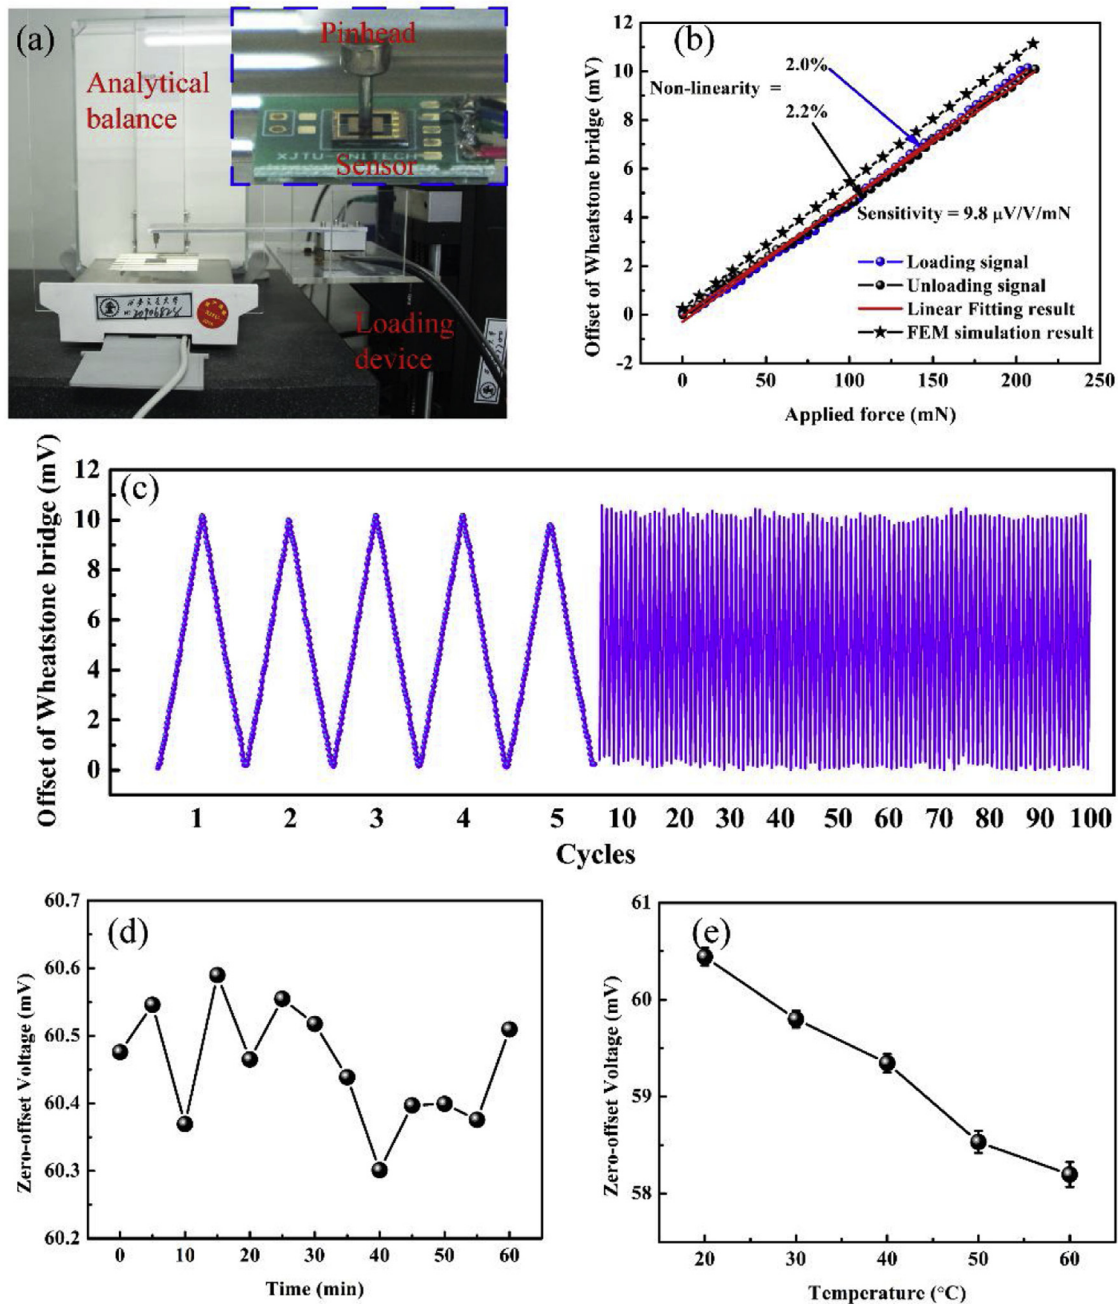 (a)
Pinhead
Analytical
balance
XJTU
Sensor
Loading
device
(b)
Offset of Wheatstone bridge (mV)
12
10
8
6
4
2
0
-2
2.0%
Non-linearity =
2.2%
Sensitivity = 9.8 μV/V/mN
Loading signal
Unloading signal
Linear Fitting result
FEM simulation result
0 50 100 150 200 250
Applied force (mN)
(c)
Offset of Wheatstone bridge (mV)
12
10
8
6
4
2
0
1 2 3 4 5 10 20 30 40 50 60 70 80 90 100
Cycles
(d)
Zero-offset Voltage (mV)
60.7
60.6
60.5
60.4
60.3
60.2
0 10 20 30 40 50 60
Time (min)
(e)
Zero-offset Voltage (mV)
61
60
59
58
20 30 40 50 60
Temperature (°C)